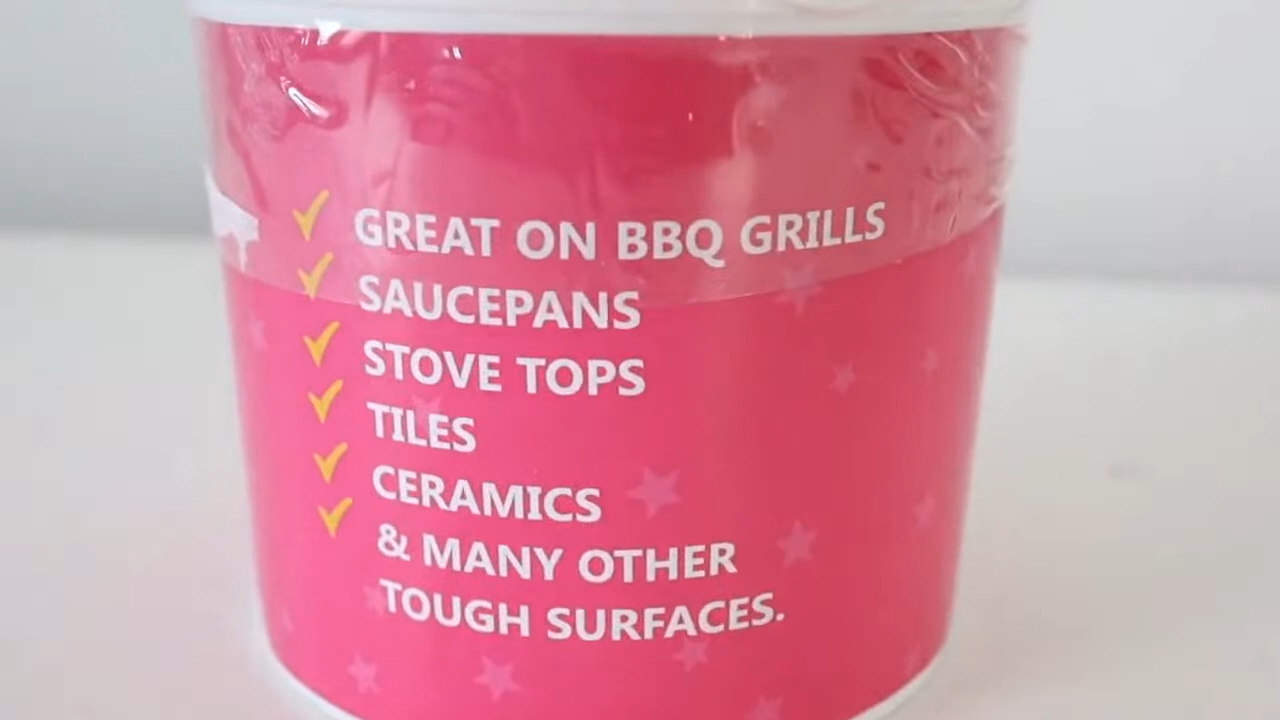 GREAT ON BBQ GRILLS
SAUCEPANS
STOVE TOPS
TILES
CERAMICS
& MANY OTHER
TOUGH SURFACES.